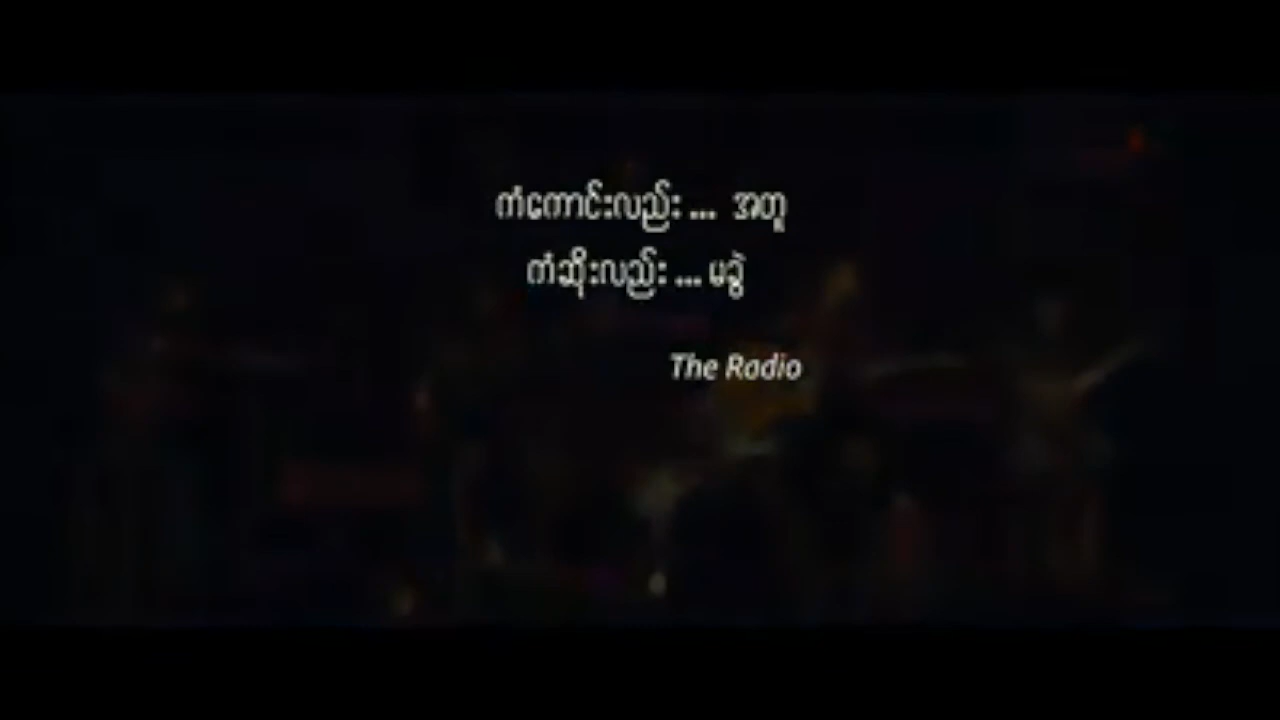 ကံကောင်းလည်း ... အတူ
ကံဆိုးလည်း ... မခွဲ
The Radio